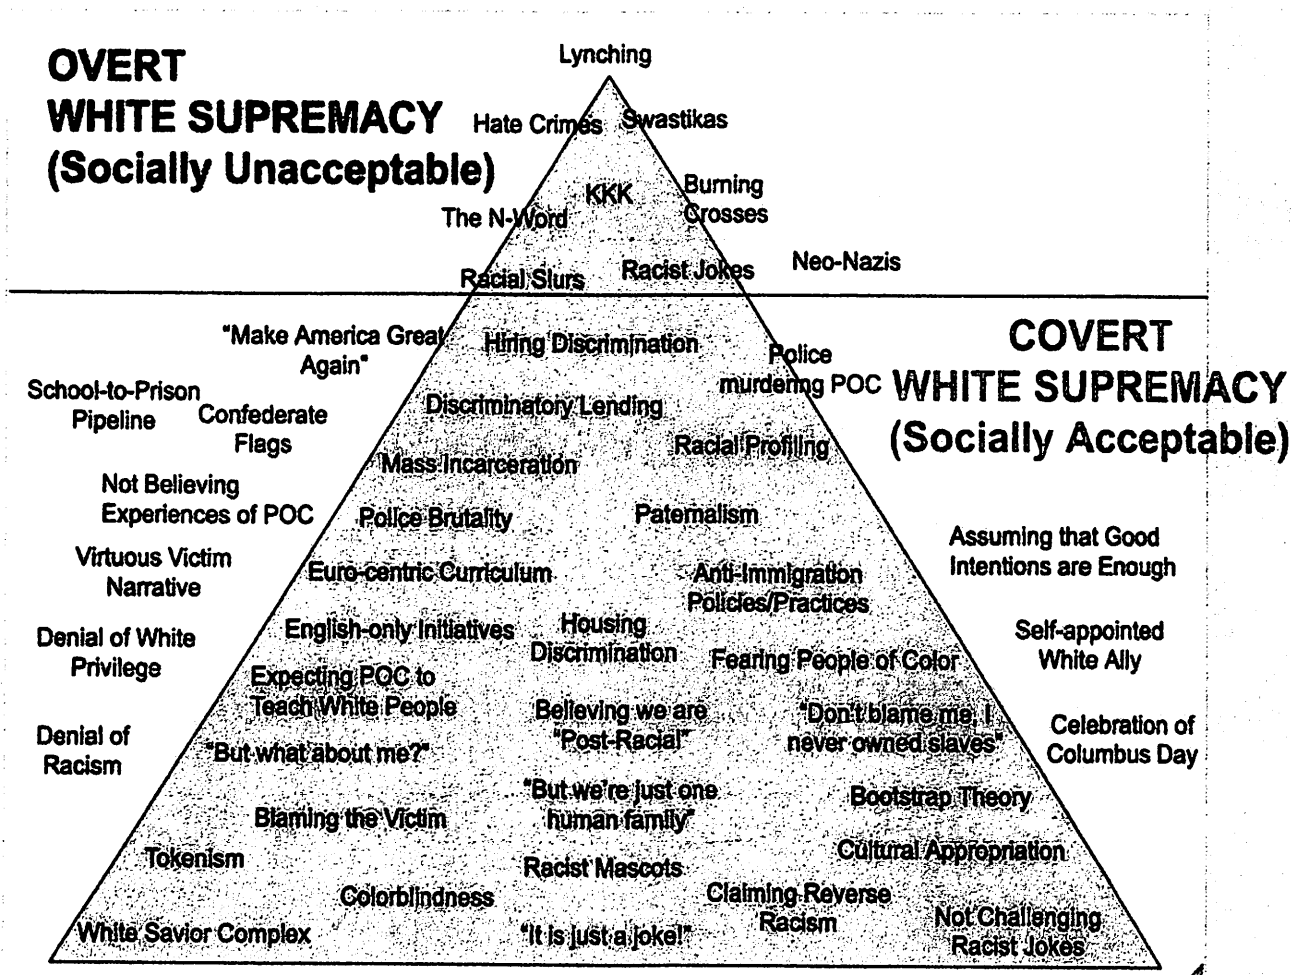 Lynching
OVERT
WHITE SUPREMACY
(Socially Unacceptable)
Hate Crimes
Swastikas
KKK
Burning
Crosses
The N-Word
Neo-Nazis
Racial Slurs
Racist Jokes
COVERT
WHITE SUPREMACY
(Socially Acceptable)
"Make America Great
Again"
Hiring Discrimination
Police
murdering POC
School-to-Prison
Pipeline
Confederate
Flags
Discriminatory Lending
Racial Profiling
Mass Incarceration
Not Believing
Experiences of POC
Police Brutality
Paternalism
Assuming that Good
Intentions are Enough
Virtuous Victim
Narrative
Euro-centric Curriculum
Anti-Immigration
Policies/Practices
Denial of White
Privilege
English-only Initiatives
Housing
Discrimination
Fearing People of Color
Self-appointed
White Ally
Expecting POC to
Teach White People
Believing we are
"Post-Racial"
"Don't blame me, I
never owned slaves"
Celebration of
Columbus Day
Denial of
Racism
"But what about me?"
"But we're just one
human family"
Bootstrap Theory
Blaming the Victim
Tokenism
Racist Mascots
Cultural Appropriation
Colorblindness
Claiming Reverse
Racism
Not Challenging
Racist Jokes
White Savior Complex
"It is just a joke!"